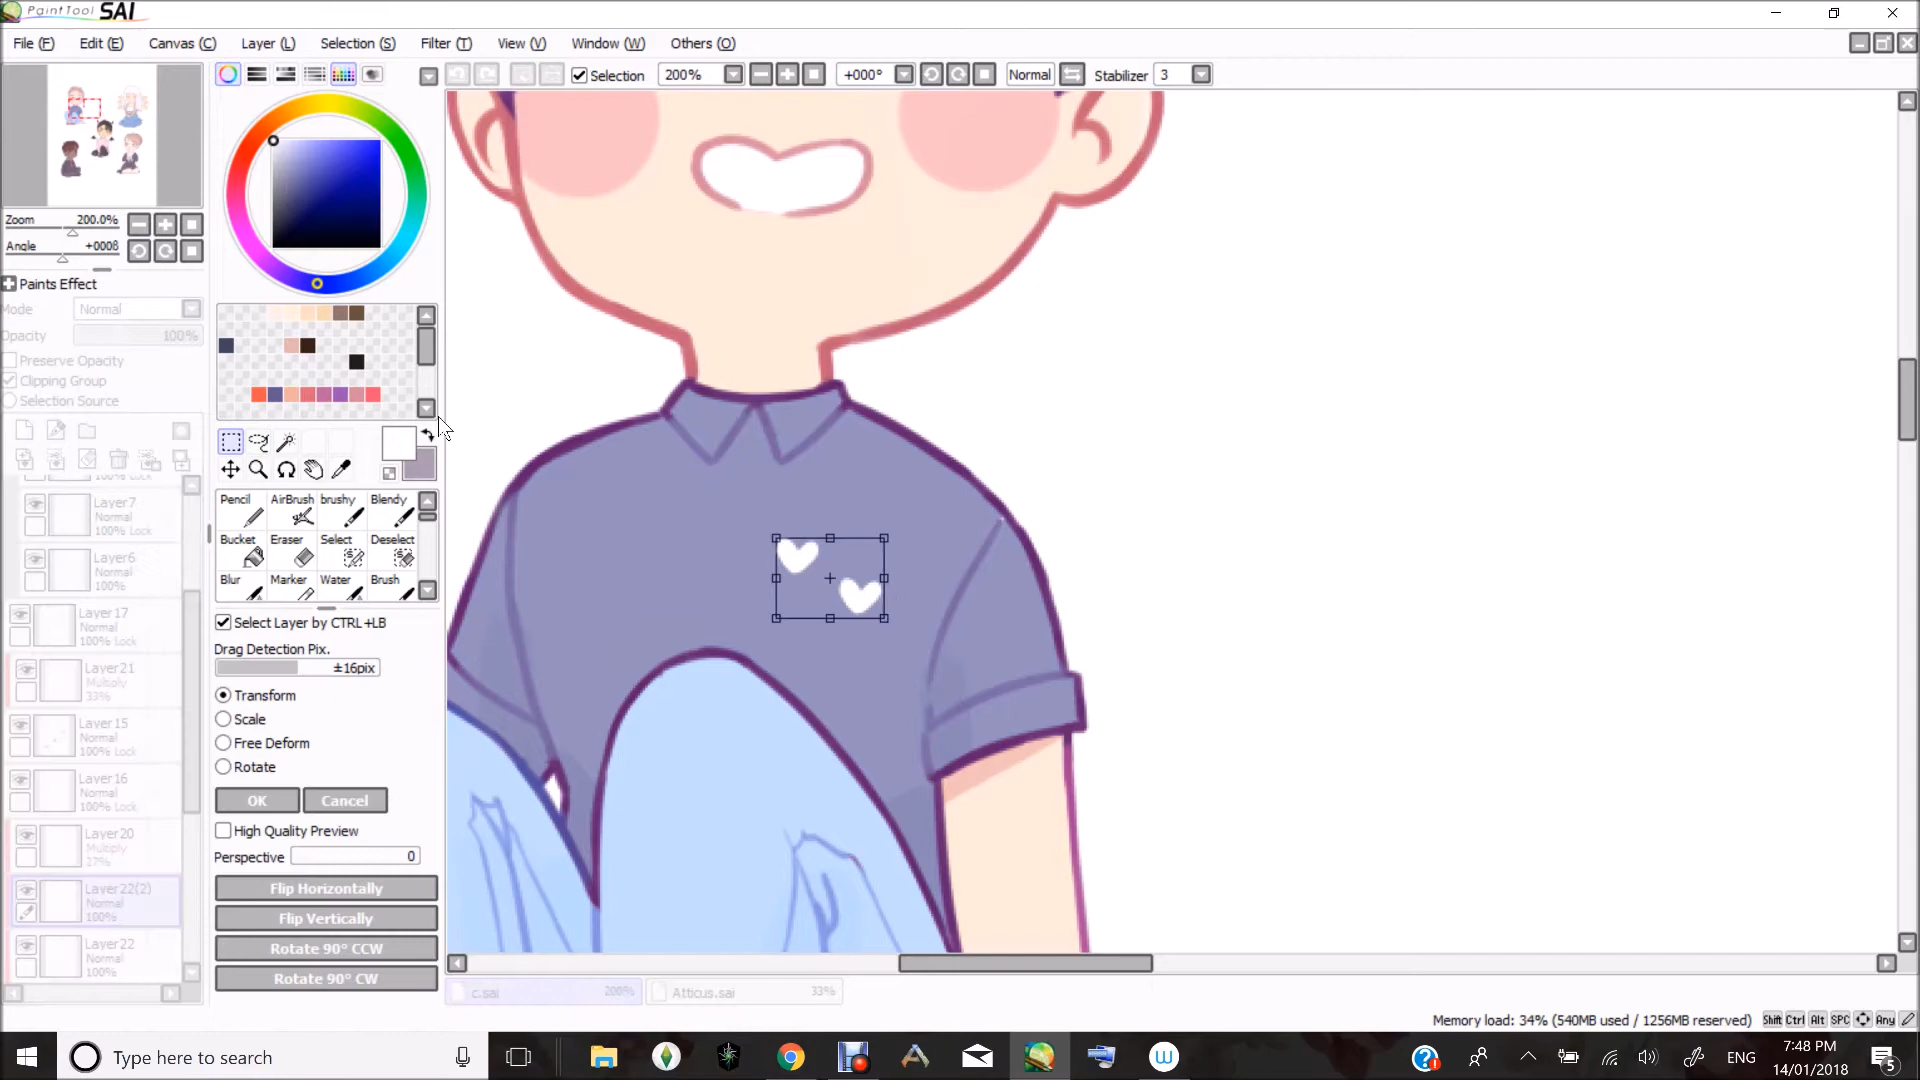 PaintTool SAI
File (F) Edit (E) Canvas (C) Layer (L) Selection (S) Filter (T) View (V) Window (W) Others (O)
Selection 200% +000° Normal Stabilizer 3
Zoom 200.0%
Angle +000ß
Paints Effect
Mode Normal
Opacity 100%
Preserve Opacity
Clipping Group
Selection Source
100% Lock
Layer7
Normal
100% Lock
Layer6
Normal
100%
Layer17
Normal
100% Lock
Layer21
Multiply
33%
Layer15
Normal
100% Lock
Layer16
Normal
100% Lock
Layer20
Multiply
27%
Layer22(2)
Normal
100%
Layer22
Normal
100%
Pencil AirBrush brushy Blendy
Bucket Eraser Select Deselect
Blur Marker Water Brush
Select Layer by CTRL+LB
Drag Detection Pix.
±16pix
Transform
Scale
Free Deform
Rotate
OK Cancel
High Quality Preview
Perspective 0
Flip Horizontally
Flip Vertically
Rotate 90° CCW
Rotate 90° CW
c.sai 200% Atticus.sai 33%
Memory load: 34% (540MB used / 1256MB reserved) Shift Ctrl Alt SPC Any
Type here to search
W
ENG
7:48 PM
14/01/2018
5